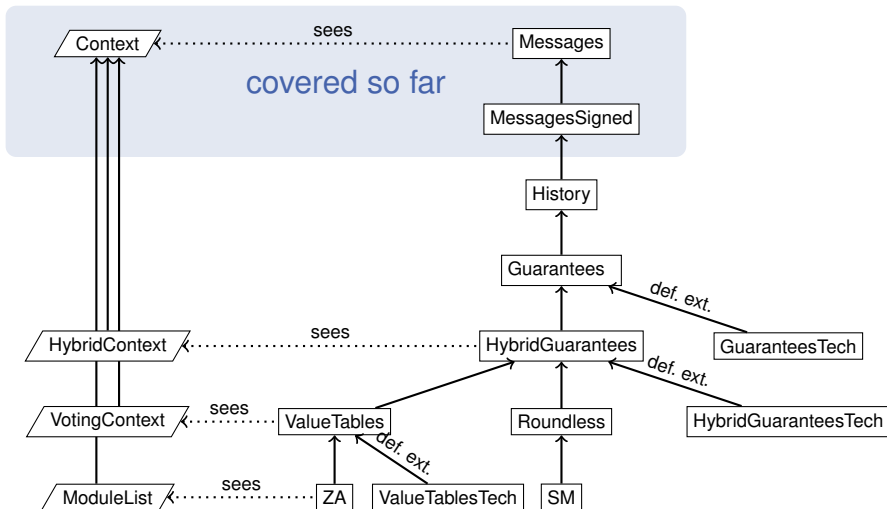 Context
sees
Messages
covered so far
MessagesSigned
History
Guarantees
def. ext.
HybridContext
sees
HybridGuarantees
GuaranteesTech
def. ext.
VotingContext
sees
ValueTables
Roundless
HybridGuaranteesTech
def. ext.
ModuleList
sees
ZA
ValueTablesTech
SM